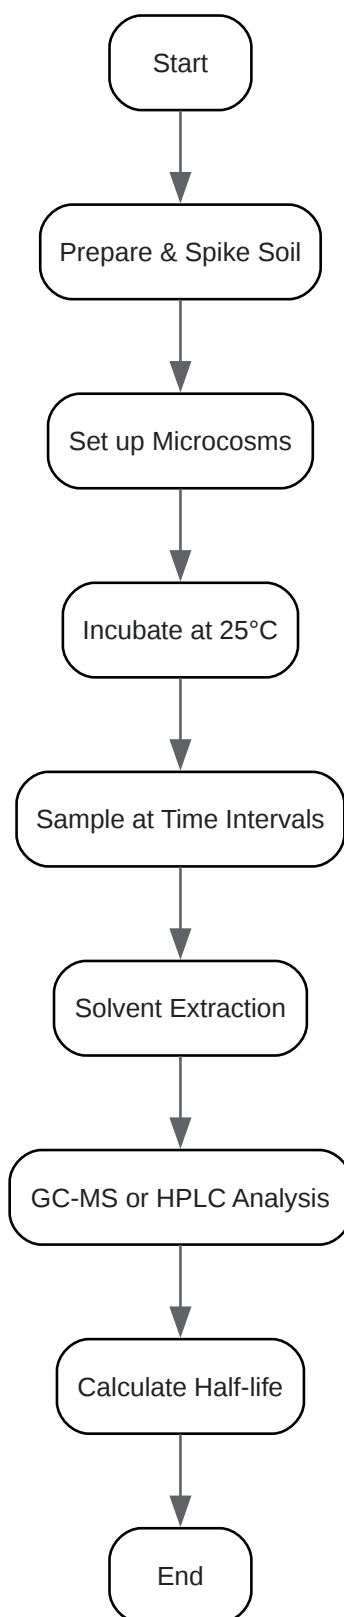 Start
Prepare & Spike Soil
Set up Microcosms
Incubate at 25°C
Sample at Time Intervals
Solvent Extraction
GC-MS or HPLC Analysis
Calculate Half-life
End